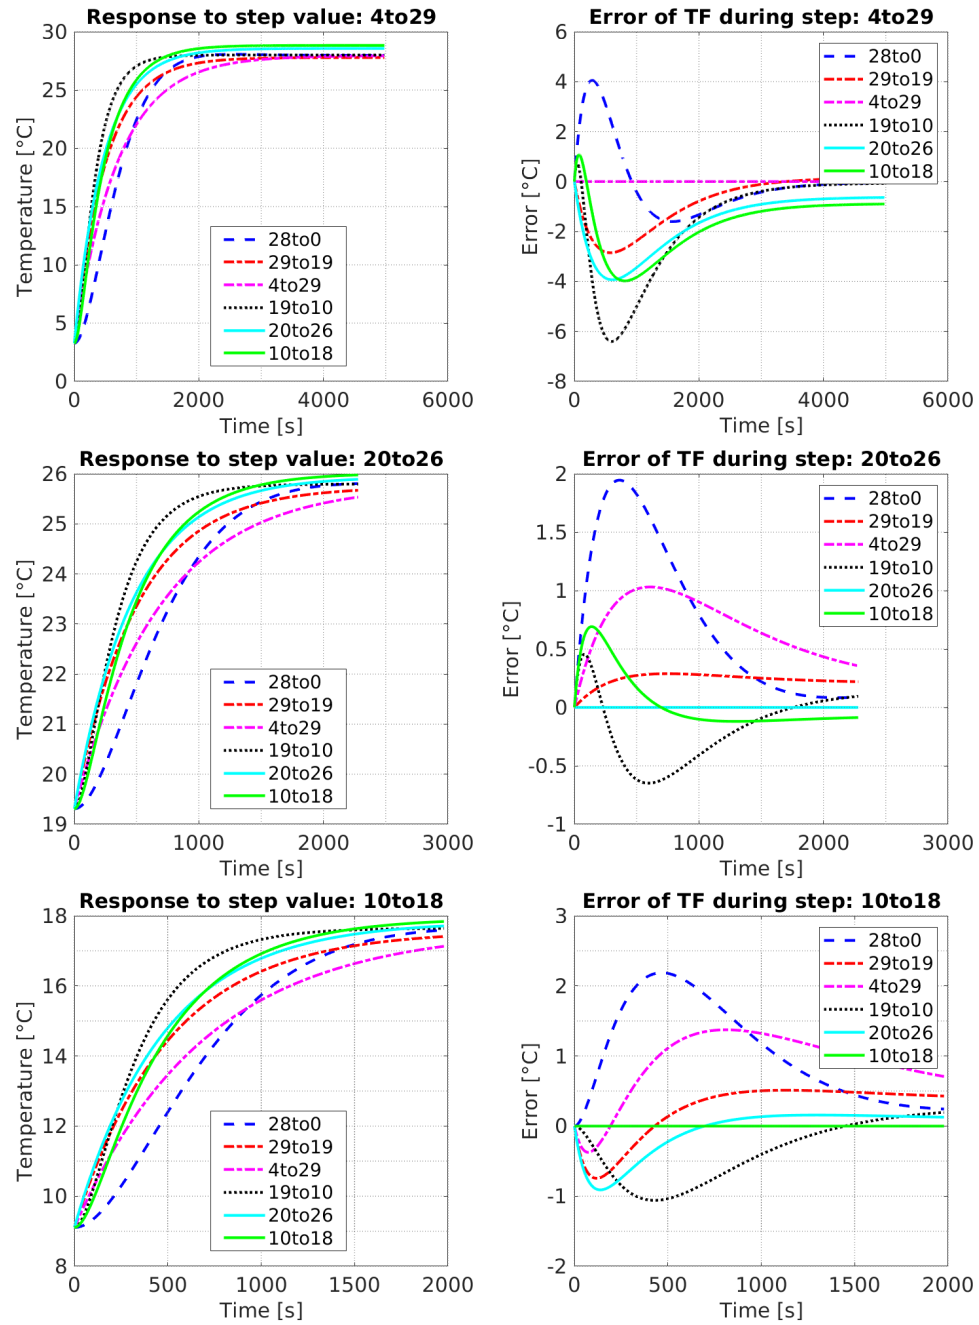 Response to step value: 4to29
30
25
20
15
10
5
0
Temperature [°C]
28to0
29to19
4to29
19to10
20to26
10to18
0 2000 4000 6000
Time [s]
Error of TF during step: 4to29
6
4
2
0
-2
-4
-6
-8
Error [°C]
28to0
29to19
4to29
19to10
20to26
10to18
0 2000 4000 6000
Time [s]
Response to step value: 20to26
26
25
24
23
22
21
20
19
Temperature [°C]
28to0
29to19
4to29
19to10
20to26
10to18
0 1000 2000 3000
Time [s]
Error of TF during step: 20to26
2
1.5
1
0.5
0
-0.5
-1
Error [°C]
28to0
29to19
4to29
19to10
20to26
10to18
0 1000 2000 3000
Time [s]
Response to step value: 10to18
18
16
14
12
10
8
Temperature [°C]
28to0
29to19
4to29
19to10
20to26
10to18
0 500 1000 1500 2000
Time [s]
Error of TF during step: 10to18
3
2
1
0
-1
-2
Error [°C]
28to0
29to19
4to29
19to10
20to26
10to18
0 500 1000 1500 2000
Time [s]